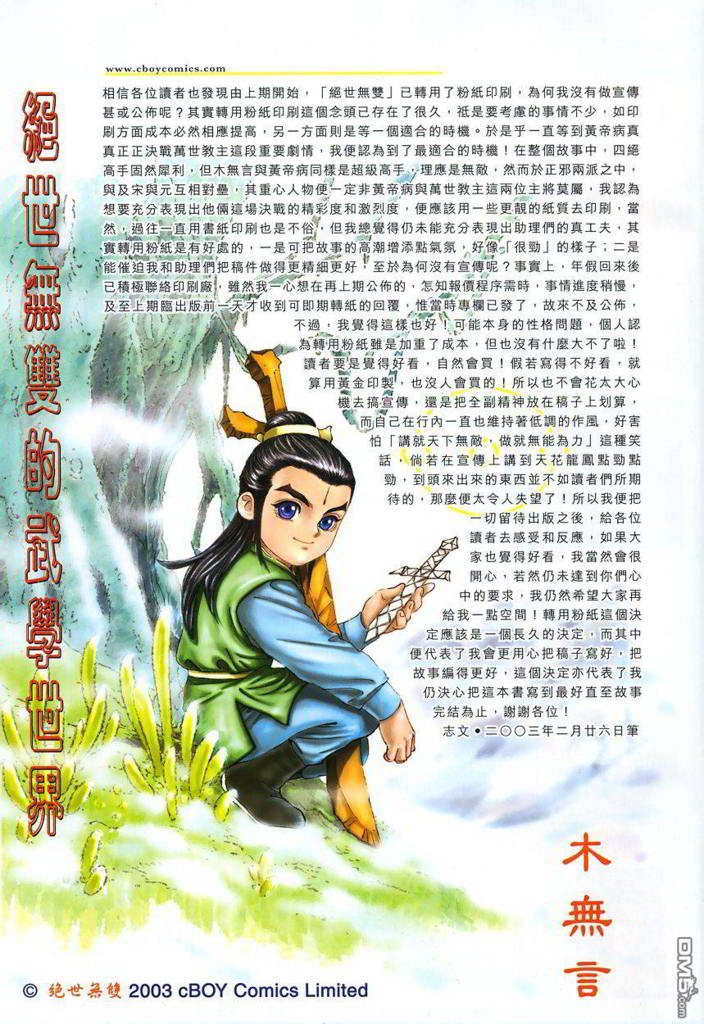 www.cboycomics.com
絕世無雙的武學世界
相信各位讀者也發現由上期開始，「絕世無雙」已轉用了粉紙印刷，為何我沒有做宣傳
甚或公佈呢？其實轉用粉紙印刷這個念頭已存在了很久，祗是要考慮的事情不少，如印
刷方面成本必然相應提高，另一方面則是等一個適合的時機。於是乎一直等到黃帝病真
真正正決戰萬世教主這段重要劇情，我便認為到了最適合的時機！在整個故事中，四絕
高手固然犀利，但木無言與黃帝病同樣是超級高手，理應是無敵，然而於正邪兩派之中，
與及宋與元互相對壘，其重心人物便一定非黃帝病與萬世教主這兩位主將莫屬，我認為
想要充分表現出他倆這場決戰的精彩度和激烈度，便應該用一些更靚的紙質去印刷，當
然，過往一直用書紙印刷也是不俗，但我總覺得仍未能充分表現出助理們的真工夫，其
實轉用粉紙是有好處的，一是可把故事的高潮增添點氣氛，好像「很勁」的樣子；二是
能催迫我和助理們把稿件做得更精細更好，至於為何沒有宣傳呢？事實上，年假回來後
已積極聯絡印刷廠，雖然我一心想在再上期公佈的，怎知報價程序需時，事情進度稍慢，
及至上期臨出版前一天才收到可即期轉紙的回覆，惟當時專欄已發了，故來不及公佈，
不過，我覺得這樣也好！可能本身的性格問題，個人認
為轉用粉紙雖是加重了成本，但也沒有什麼大不了啦！
讀者要是覺得好看，自然會買！假若寫得不好看，就
算用黃金印製，也沒人會買的！所以也不會花太大心
機去搞宣傳，還是把全副精神放在稿子上划算，
而自己在行內一直也維持著低調的作風，好害
怕「講就天下無敵，做就無能為力」這種笑
話，倘若在宣傳上講到天花龍鳳點勁點
勁，到頭來出來的東西並不如讀者們所期
待的，那麼便太令人失望了！所以我便把
一切留待出版之後，給各位
讀者去感受和反應，如果大
家也覺得好看，我當然會很
開心，若然仍未達到你們心
中的要求，我仍然希望大家再
給我一點空間！轉用粉紙這個決
定應該是一個長久的決定，而其中
便代表了我會更用心把稿子寫好，把
故事編得更好，這個決定亦代表了我
仍決心把這本書寫到最好直至故事
完結為止，謝謝各位！
志文•二〇〇三年二月廿六日筆
木無言
© 絕世無雙 2003 cBOY Comics Limited
DM5.com